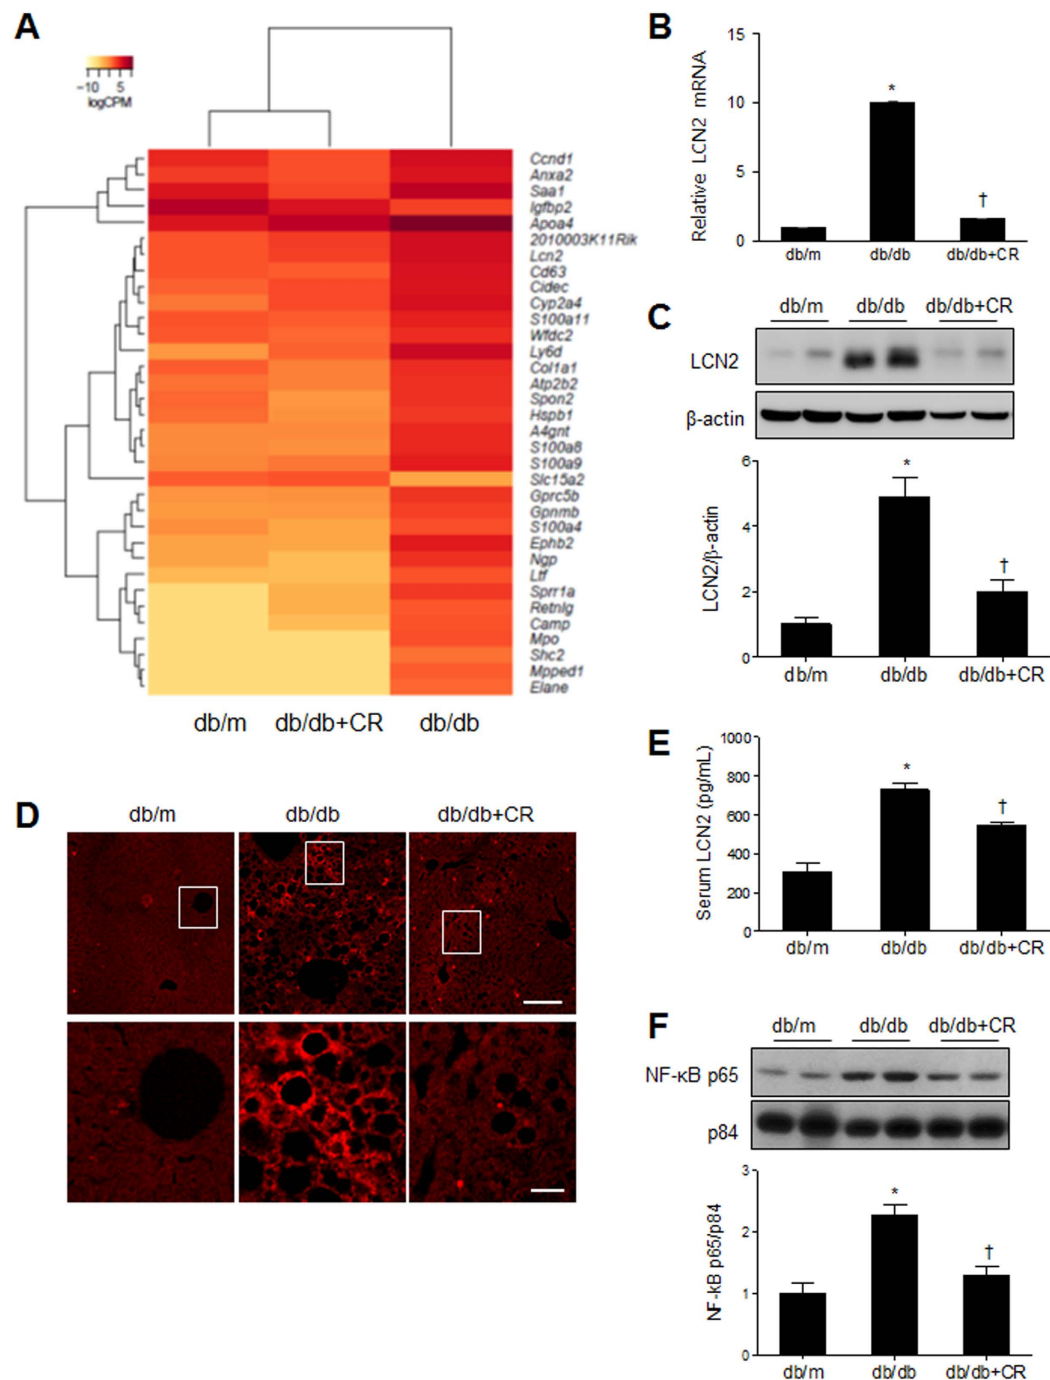 A
−10 5
logCPM
Ccnd1
Anxa2
Saa1
Igfbp2
Apoa4
2010003K11Rik
Lcn2
Cd63
Cidec
Cyp2a4
S100a11
Wfdc2
Ly6d
Col1a1
Atp2b2
Spon2
Hspb1
A4gnt
S100a8
S100a9
Slc15a2
Gprc5b
Gpnmb
S100a4
Ephb2
Ngp
Ltf
Sprr1a
Retnlg
Camp
Mpo
Shc2
Mpped1
Elane
db/m db/db+CR db/db
B
Relative LCN2 mRNA
15
10
5
0
*
†
db/m db/db db/db+CR
C
db/m db/db db/db+CR
LCN2
β-actin
LCN2/β-actin
6
4
2
0
*
†
db/m db/db db/db+CR
D
db/m db/db db/db+CR
E
Serum LCN2 (pg/mL)
1000
800
600
400
200
0
*
†
db/m db/db db/db+CR
F
db/m db/db db/db+CR
NF-κB p65
p84
NF-kB p65/p84
3
2
1
0
*
†
db/m db/db db/db+CR